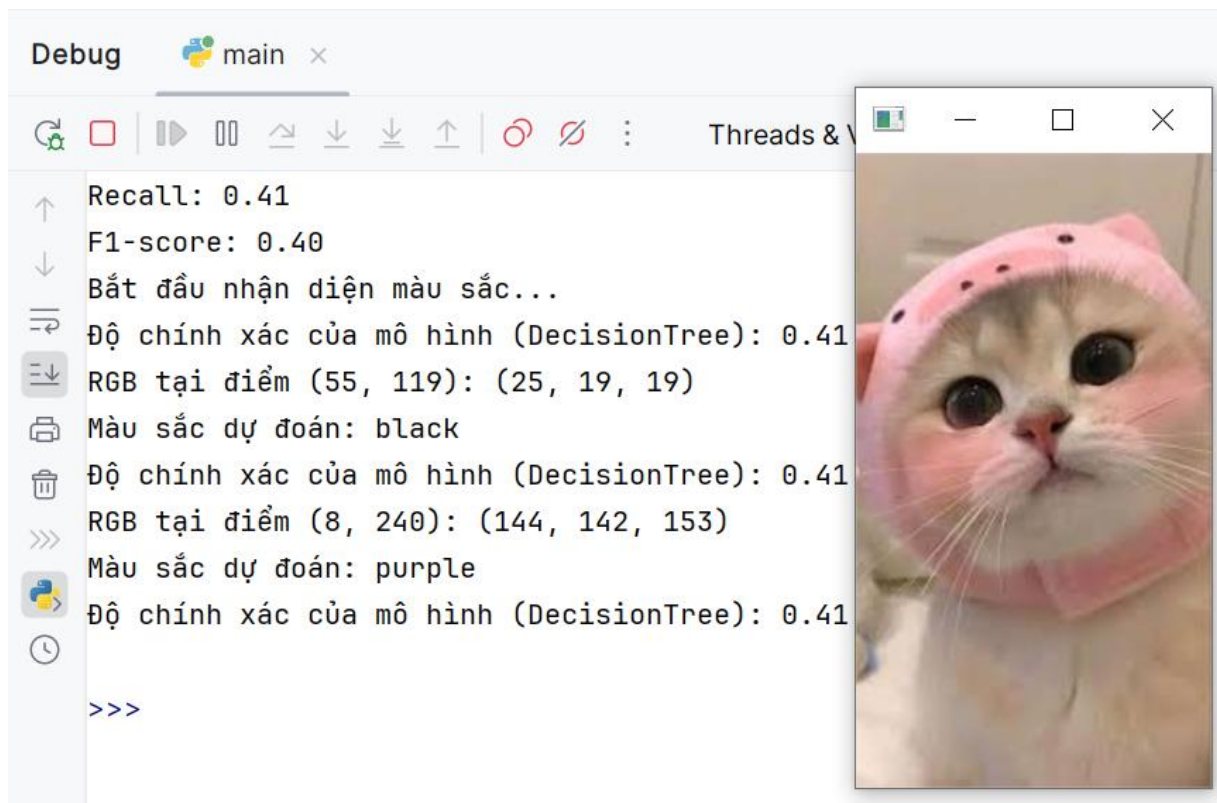 Debug main
Threads & V
Recall: 0.41
F1-score: 0.40
Bắt đầu nhận diện màu sắc...
Độ chính xác của mô hình (DecisionTree): 0.41
RGB tại điểm (55, 119): (25, 19, 19)
Màu sắc dự đoán: black
Độ chính xác của mô hình (DecisionTree): 0.41
RGB tại điểm (8, 240): (144, 142, 153)
Màu sắc dự đoán: purple
Độ chính xác của mô hình (DecisionTree): 0.41
>>>